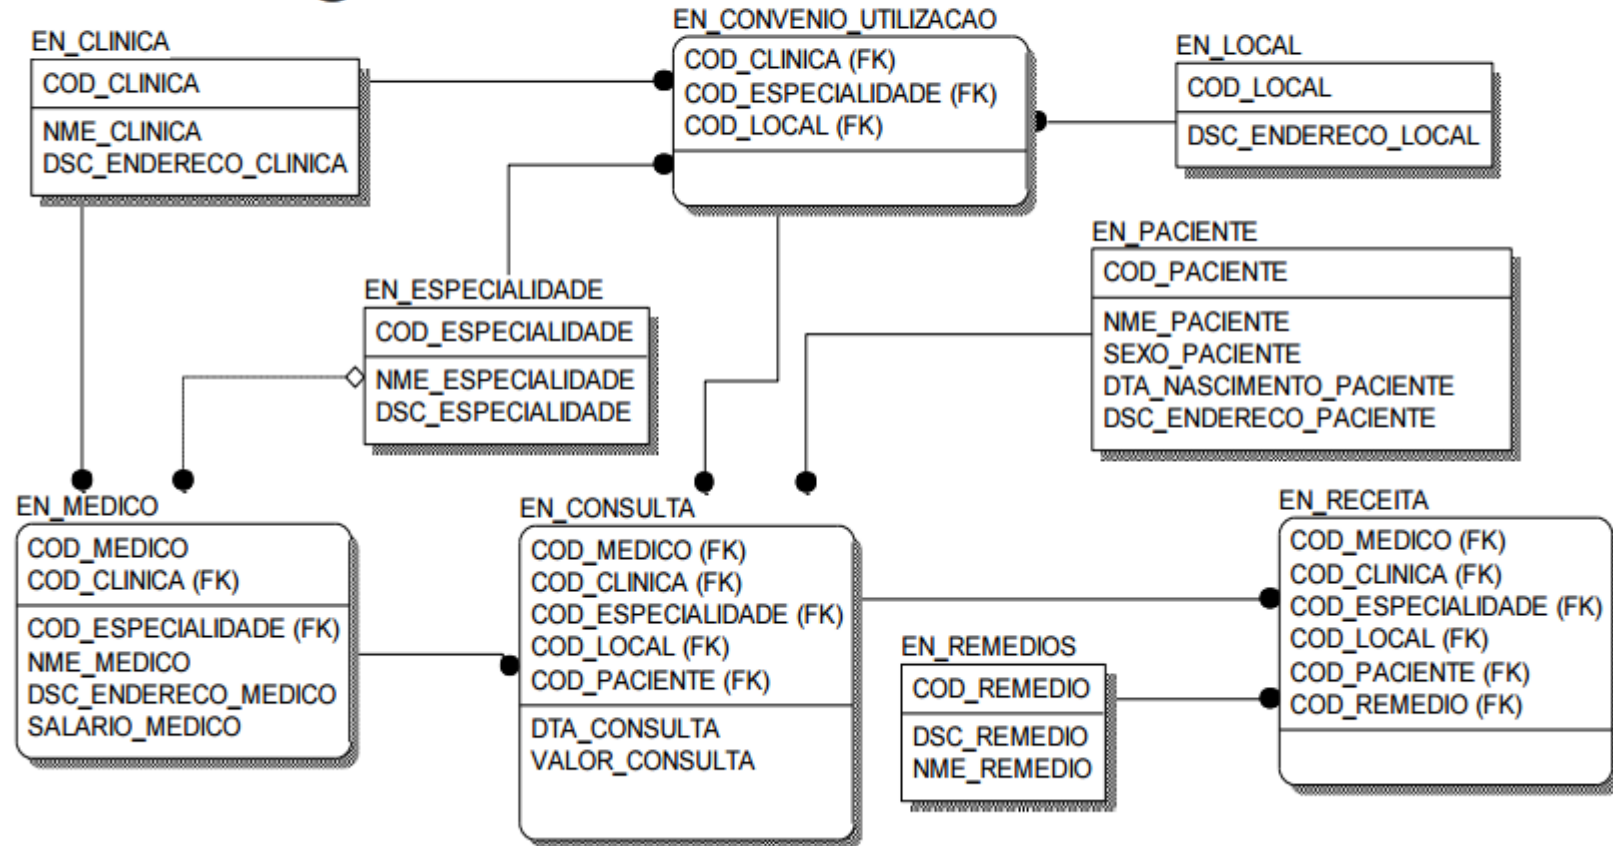 EN_CLINICA
COD_CLINICA
NME_CLINICA
DSC_ENDERECO_CLINICA
EN_CONVENIO_UTILIZACAO
COD_CLINICA (FK)
COD_ESPECIALIDADE (FK)
COD_LOCAL (FK)
EN_LOCAL
COD_LOCAL
DSC_ENDERECO_LOCAL
EN_ESPECIALIDADE
COD_ESPECIALIDADE
NME_ESPECIALIDADE
DSC_ESPECIALIDADE
EN_PACIENTE
COD_PACIENTE
NME_PACIENTE
SEXO_PACIENTE
DTA_NASCIMENTO_PACIENTE
DSC_ENDERECO_PACIENTE
EN_MEDICO
COD_MEDICO
COD_CLINICA (FK)
COD_ESPECIALIDADE (FK)
NME_MEDICO
DSC_ENDERECO_MEDICO
SALARIO_MEDICO
EN_CONSULTA
COD_MEDICO (FK)
COD_CLINICA (FK)
COD_ESPECIALIDADE (FK)
COD_LOCAL (FK)
COD_PACIENTE (FK)
DTA_CONSULTA
VALOR_CONSULTA
EN_REMEDIOS
COD_REMEDIO
DSC_REMEDIO
NME_REMEDIO
EN_RECEITA
COD_MEDICO (FK)
COD_CLINICA (FK)
COD_ESPECIALIDADE (FK)
COD_LOCAL (FK)
COD_PACIENTE (FK)
COD_REMEDIO (FK)